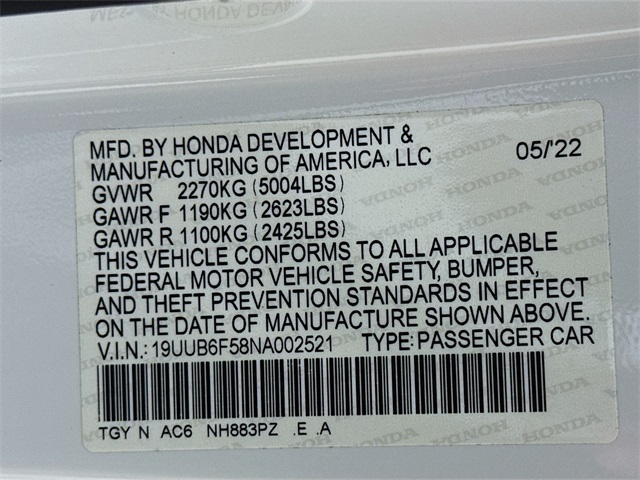 MFD. BY HONDA DEVELOPMENT &
MANUFACTURING OF AMERICA, LLC 05/'22
GVWR 2270KG (5004LBS)
GAWR F 1190KG (2623LBS)
GAWR R 1100KG (2425LBS)
THIS VEHICLE CONFORMS TO ALL APPLICABLE
FEDERAL MOTOR VEHICLE SAFETY, BUMPER,
AND THEFT PREVENTION STANDARDS IN EFFECT
ON THE DATE OF MANUFACTURE SHOWN ABOVE.
V.I.N.: 19UUB6F58NA002521 TYPE: PASSENGER CAR
TGY N AC6 NH883PZ .E .A